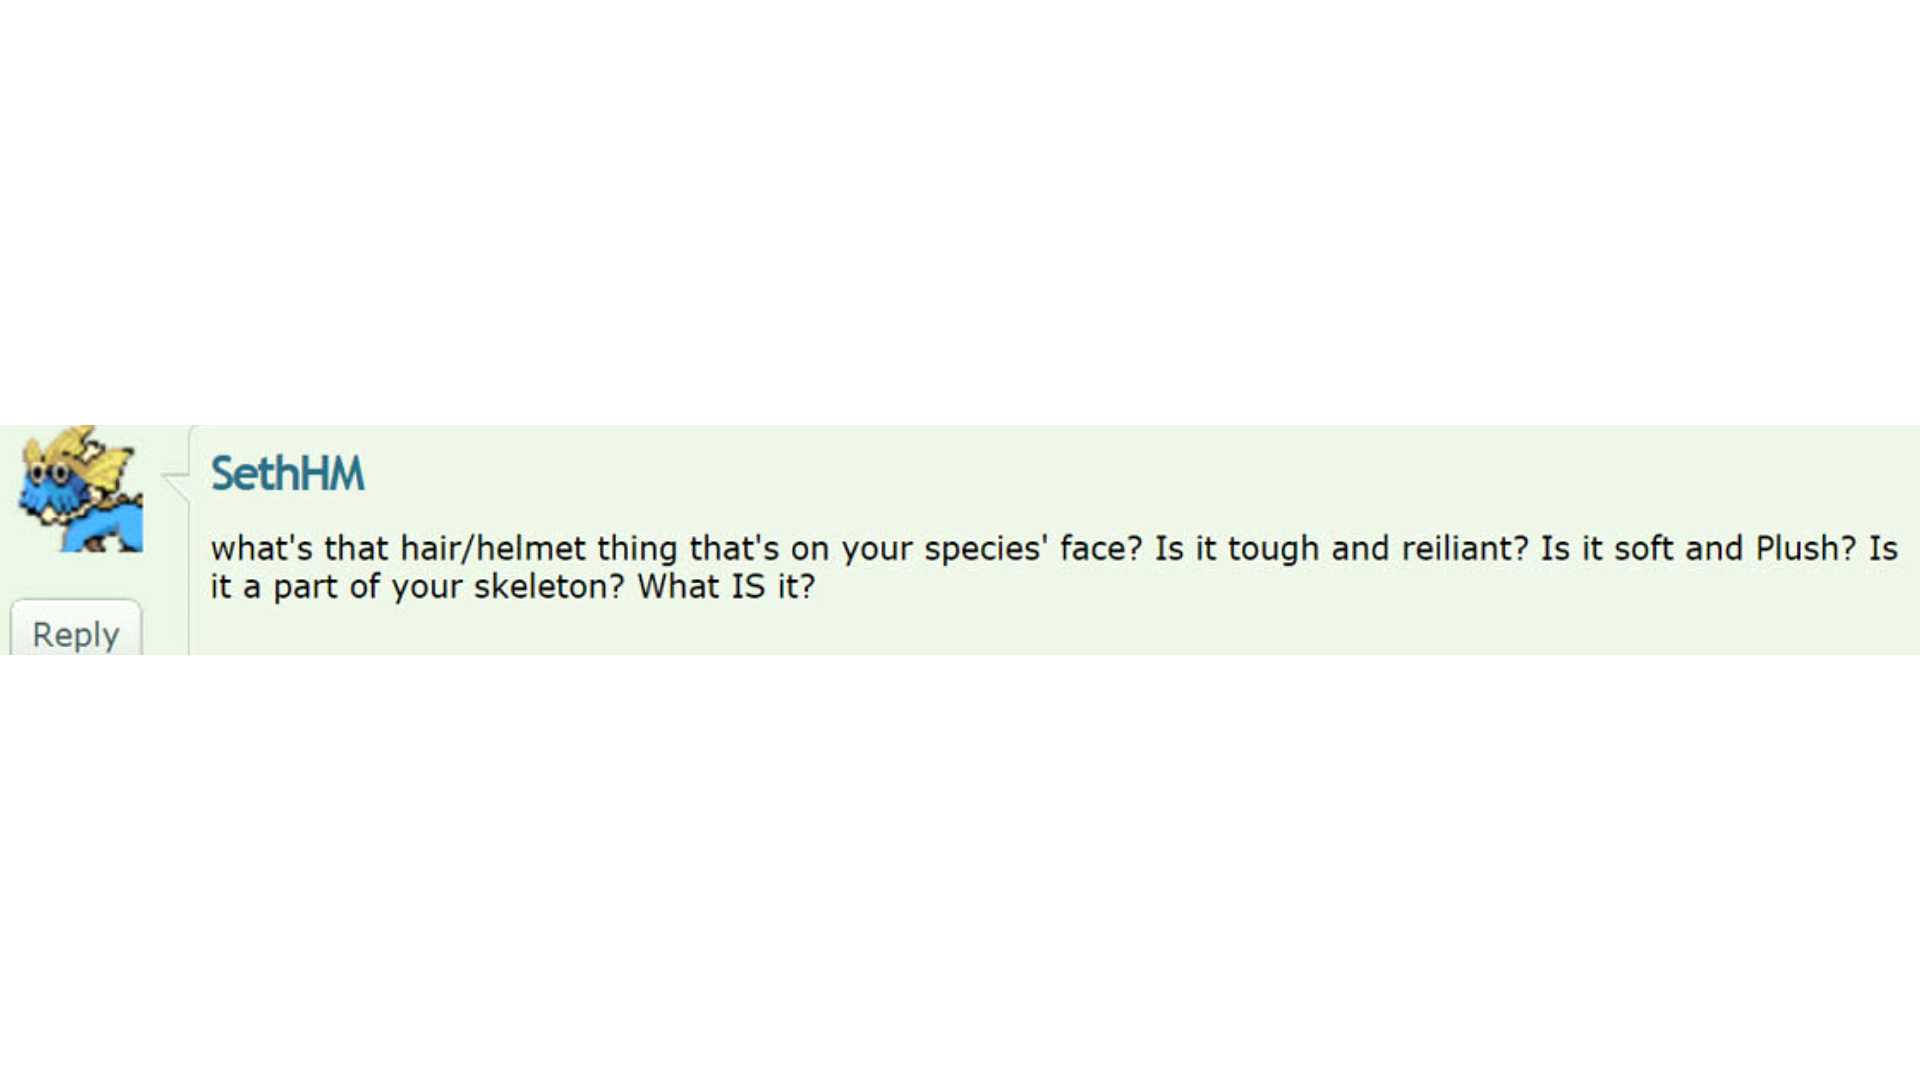 SethHM
what's that hair/helmet thing that's on your species' face? Is it tough and reiliant? Is it soft and Plush? Is
it a part of your skeleton? What IS it?
Reply